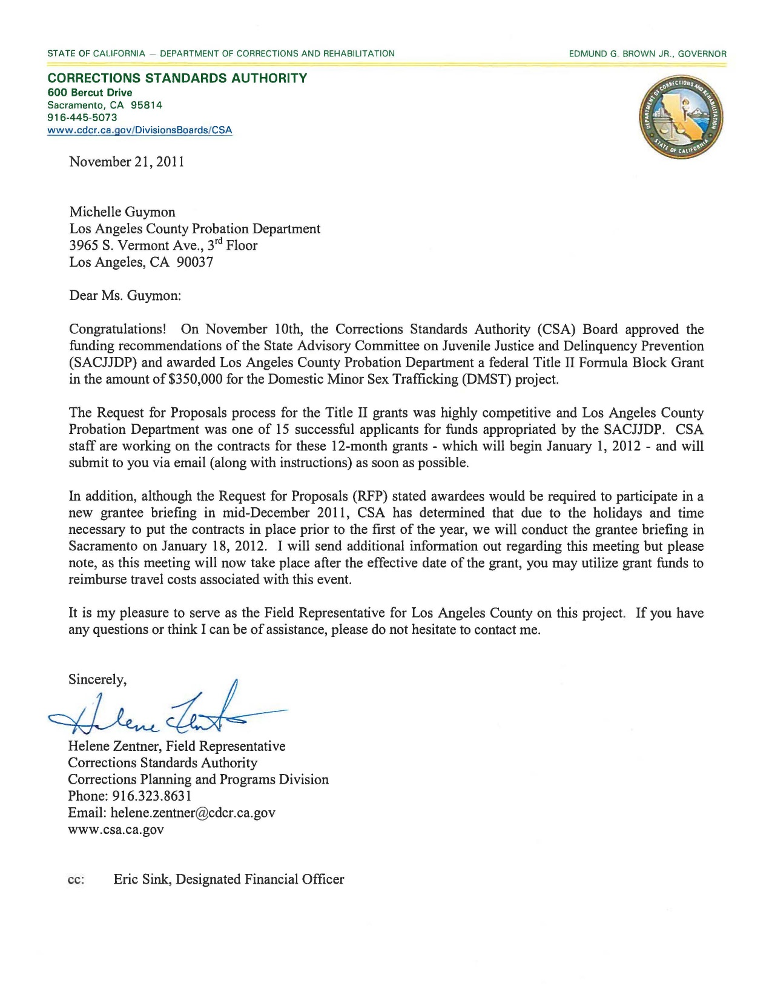 STATE OF CALIFORNIA — DEPARTMENT OF CORRECTIONS AND REHABILITATION
EDMUND G. BROWN JR., GOVERNOR
CORRECTIONS STANDARDS AUTHORITY
600 Bercut Drive
Sacramento, CA 95814
916-445-5073
www.cdcr.ca.gov/DivisionsBoards/CSA
DEPARTMENT OF CORRECTIONS AND REHABILITATION
STATE OF CALIFORNIA
November 21, 2011
Michelle Guymon
Los Angeles County Probation Department
3965 S. Vermont Ave., 3rd Floor
Los Angeles, CA 90037
Dear Ms. Guymon:
Congratulations! On November 10th, the Corrections Standards Authority (CSA) Board approved the
funding recommendations of the State Advisory Committee on Juvenile Justice and Delinquency Prevention
(SACJJDP) and awarded Los Angeles County Probation Department a federal Title II Formula Block Grant
in the amount of $350,000 for the Domestic Minor Sex Trafficking (DMST) project.
The Request for Proposals process for the Title II grants was highly competitive and Los Angeles County
Probation Department was one of 15 successful applicants for funds appropriated by the SACJJDP. CSA
staff are working on the contracts for these 12-month grants - which will begin January 1, 2012 - and will
submit to you via email (along with instructions) as soon as possible.
In addition, although the Request for Proposals (RFP) stated awardees would be required to participate in a
new grantee briefing in mid-December 2011, CSA has determined that due to the holidays and time
necessary to put the contracts in place prior to the first of the year, we will conduct the grantee briefing in
Sacramento on January 18, 2012. I will send additional information out regarding this meeting but please
note, as this meeting will now take place after the effective date of the grant, you may utilize grant funds to
reimburse travel costs associated with this event.
It is my pleasure to serve as the Field Representative for Los Angeles County on this project. If you have
any questions or think I can be of assistance, please do not hesitate to contact me.
Sincerely,
Helene Zentner
Helene Zentner, Field Representative
Corrections Standards Authority
Corrections Planning and Programs Division
Phone: 916.323.8631
Email: helene.zentner@cdcr.ca.gov
www.csa.ca.gov
cc: Eric Sink, Designated Financial Officer